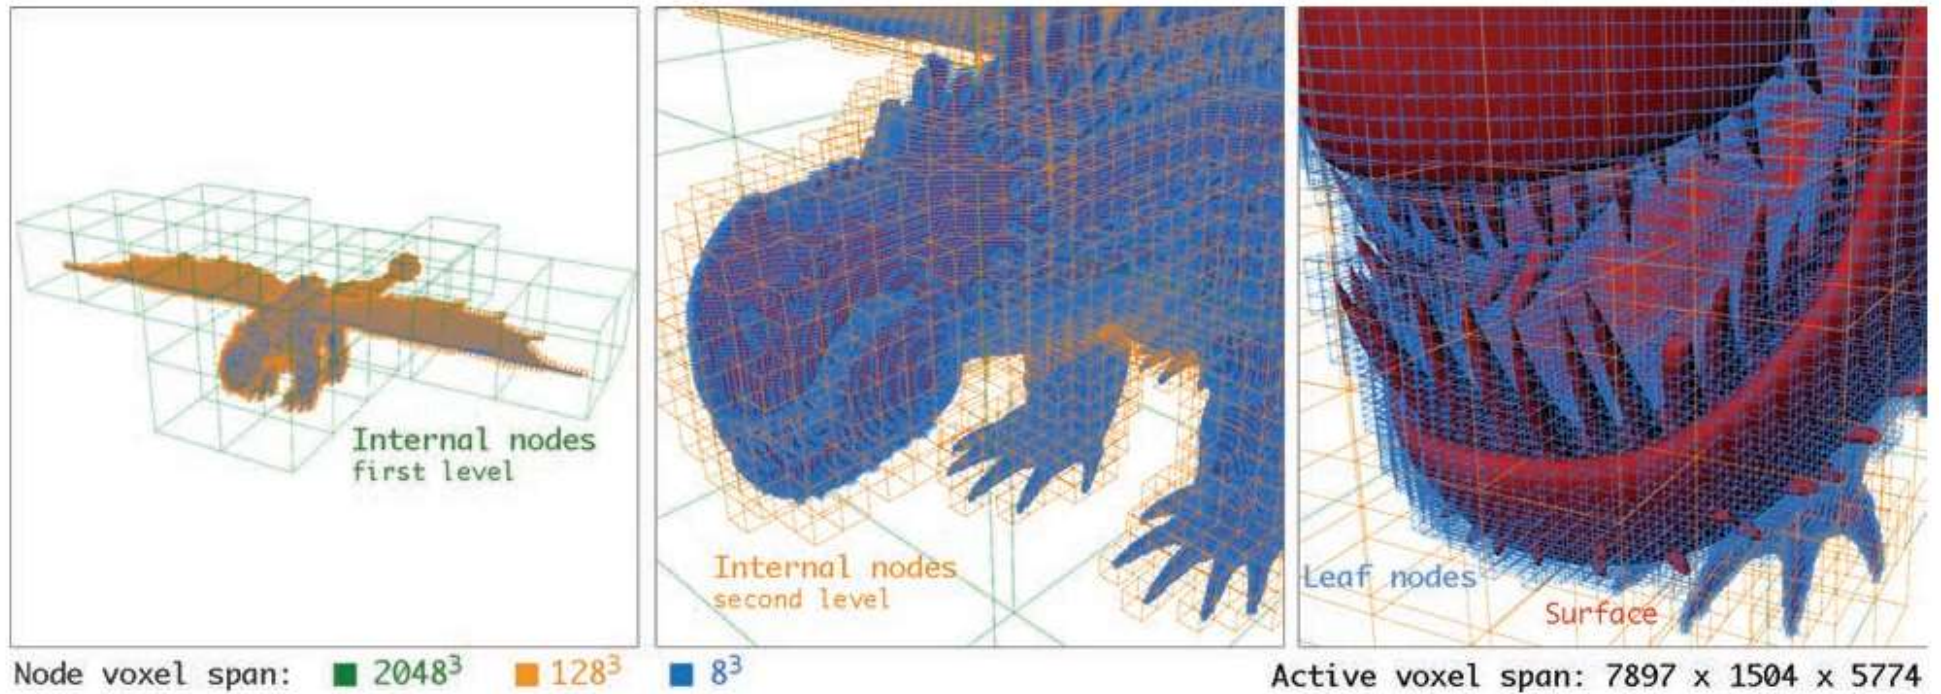 Internal nodes
first level
Internal nodes
second level
Leaf nodes
Surface
Node voxel span: 2048³ 128³ 8³
Active voxel span: 7897 x 1504 x 5774